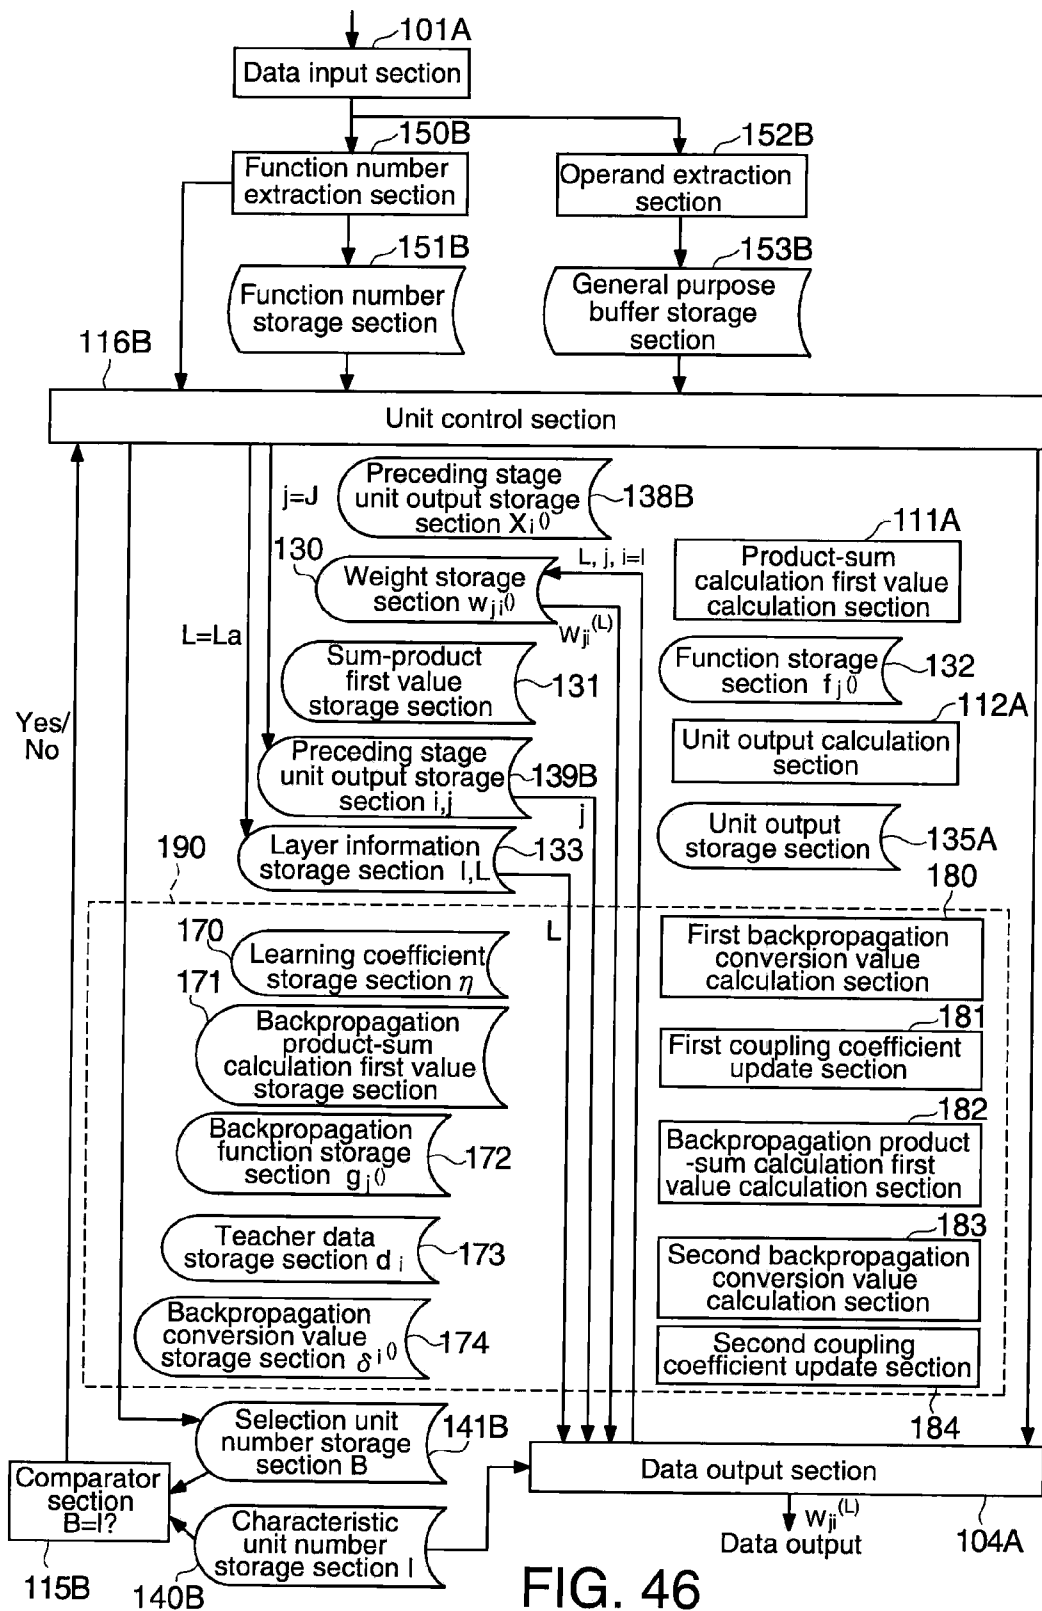 101A
Data input section
150B
152B
Function number
extraction section
Operand extraction
section
151B
153B
Function number
storage section
General purpose
buffer storage
section
116B
Unit control section
j=J
Preceding stage
unit output storage
section Xi()
138B
130
L, j, i=I
111A
Weight storage
section wji()
Product-sum
calculation first value
calculation section
L=La
Wji(L)
Sum-product
first value
storage section
131
Function storage
section fj()
132
112A
Yes/
No
Preceding stage
unit output storage
section i,j
139B
Unit output calculation
section
j
Layer information
storage section l,L
133
Unit output
storage section
135A
190
180
170
L
Learning coefficient
storage section η
First backpropagation
conversion value
calculation section
171
181
Backpropagation
product-sum
calculation first value
storage section
First coupling coefficient
update section
182
Backpropagation
function storage
section gj()
172
Backpropagation product
-sum calculation first
value calculation section
183
Teacher data
storage section di
173
Second backpropagation
conversion value
calculation section
Backpropagation
conversion value
storage section δi()
174
Second coupling
coefficient update section
184
Selection unit
number storage
section B
141B
Comparator
section
B=I?
Data output section
Characteristic
unit number
storage section I
Wji(L)
Data output
104A
115B
140B
FIG. 46